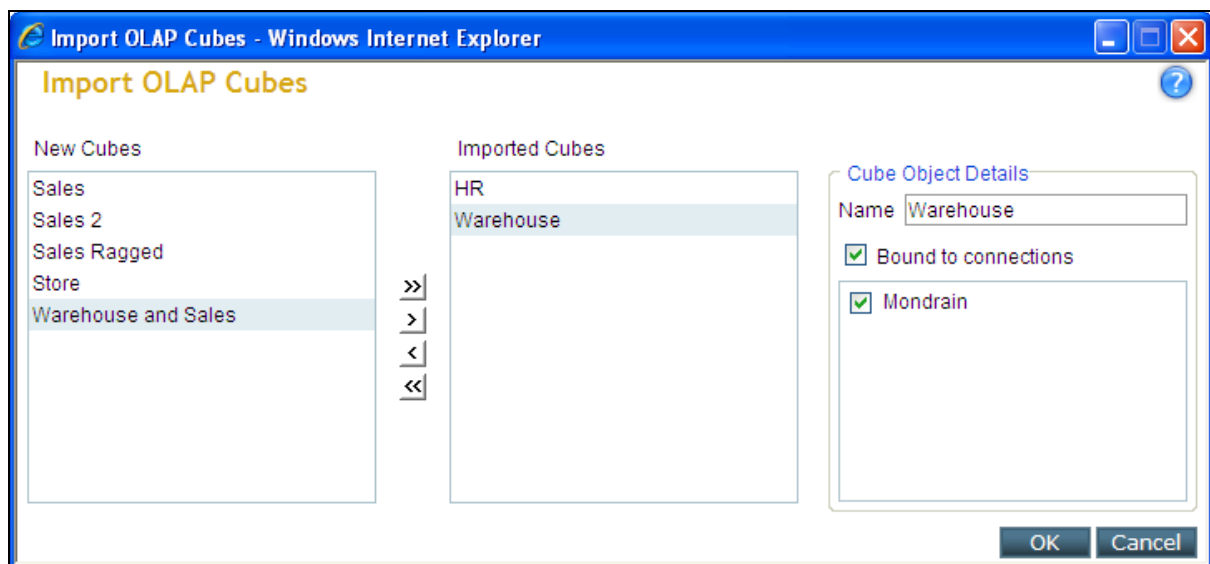 Import OLAP Cubes - Windows Internet Explorer
Import OLAP Cubes
?
New Cubes
Sales
Sales 2
Sales Ragged
Store
Warehouse and Sales
>>
>
<
<<
Imported Cubes
HR
Warehouse
Cube Object Details
Name Warehouse
Bound to connections
Mondrain
OK Cancel